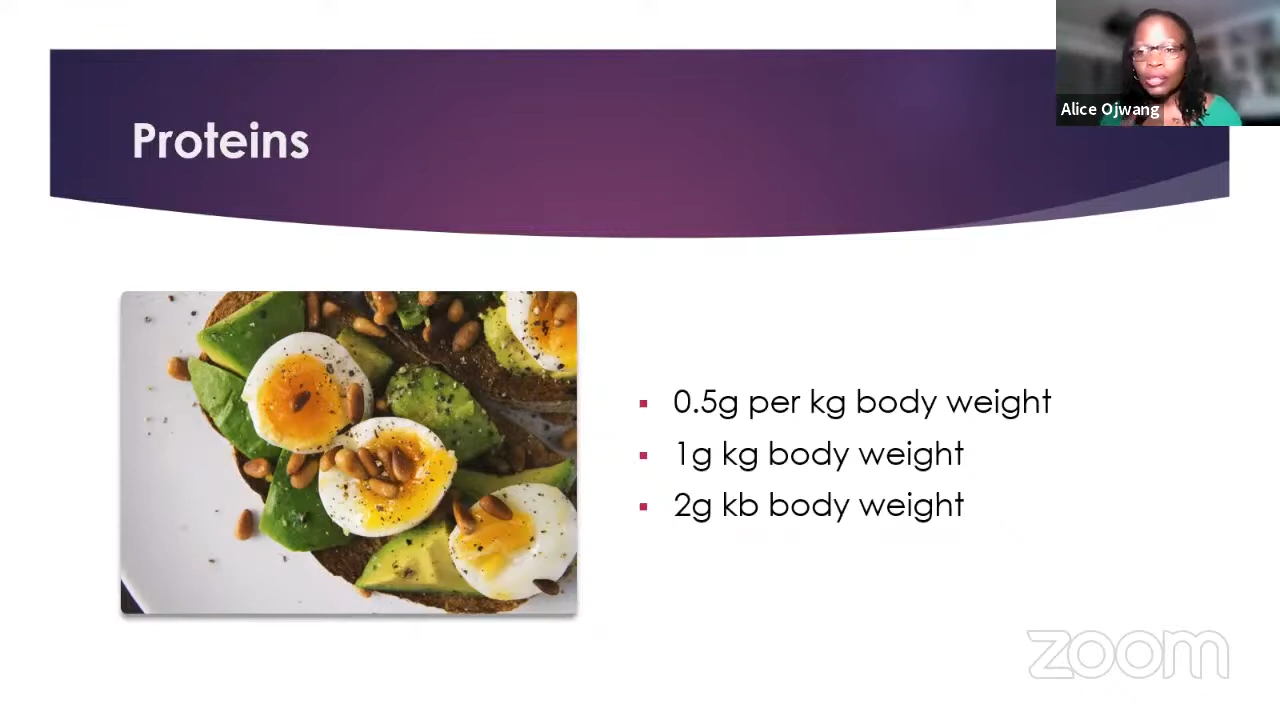 Alice Ojwang
Proteins
0.5g per kg body weight
1g kg body weight
2g kb body weight
zoom